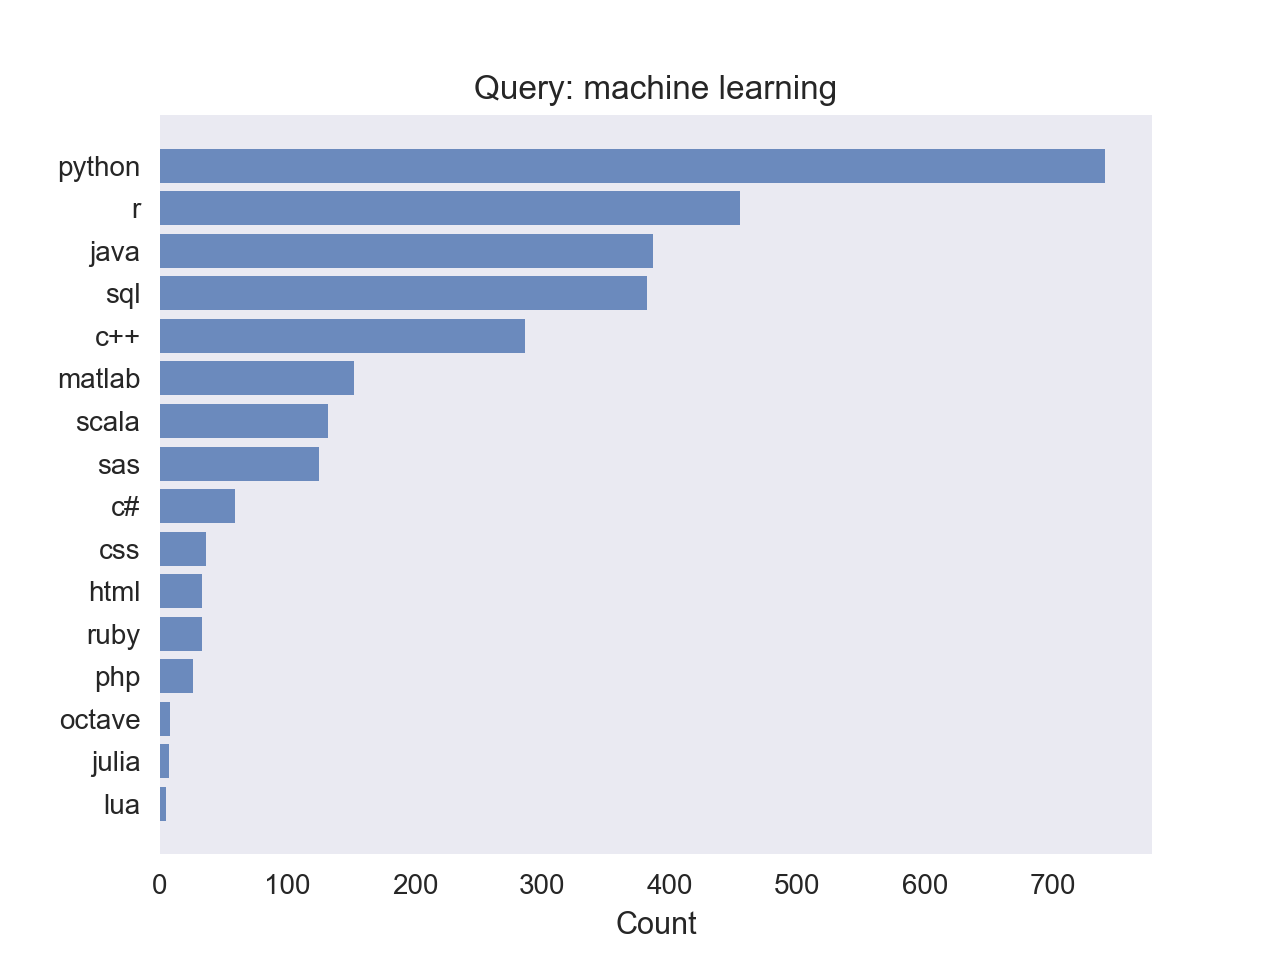 Query: machine learning
python
r
java
sql
c++
matlab
scala
sas
c#
css
html
ruby
php
octave
julia
lua
0 100 200 300 400 500 600 700
Count